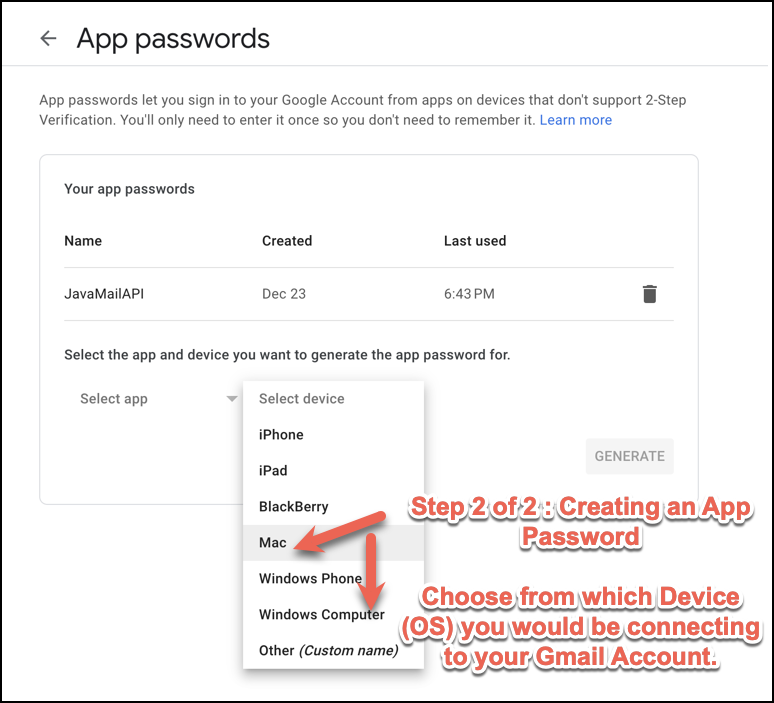 App passwords
App passwords let you sign in to your Google Account from apps on devices that don't support 2-Step
Verification. You'll only need to enter it once so you don't need to remember it. Learn more
Your app passwords
Name Created Last used
JavaMailAPI Dec 23 6:43 PM
Select the app and device you want to generate the app password for.
Select app Select device
iPhone
iPad
GENERATE
BlackBerry
Mac
Windows Phone
Windows Computer
Other (Custom name)
Step 2 of 2 : Creating an App
Password
Choose from which Device
(OS) you would be connecting
to your Gmail Account.